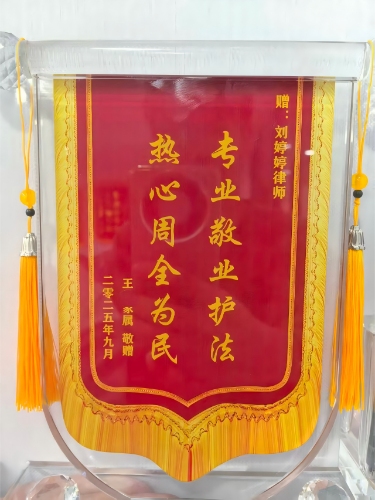 赠：刘婷婷律师
专业敬业护法
热心周全为民
王 家属 敬赠
二零二五年九月